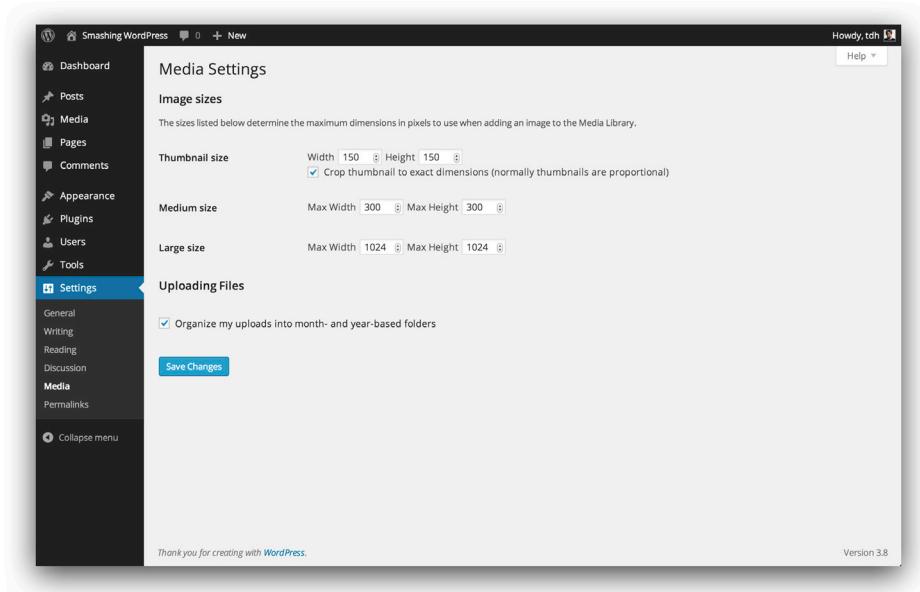 Smashing WordPress 0 + New Howdy, tdh
Help
Dashboard
Posts
Media
Pages
Comments
Appearance
Plugins
Users
Tools
Settings
General
Writing
Reading
Discussion
Media
Permalinks
Collapse menu
Media Settings
Image sizes
The sizes listed below determine the maximum dimensions in pixels to use when adding an image to the Media Library.
Thumbnail size Width 150 Height 150
Crop thumbnail to exact dimensions (normally thumbnails are proportional)
Medium size Max Width 300 Max Height 300
Large size Max Width 1024 Max Height 1024
Uploading Files
Organize my uploads into month- and year-based folders
Save Changes
Thank you for creating with WordPress. Version 3.8